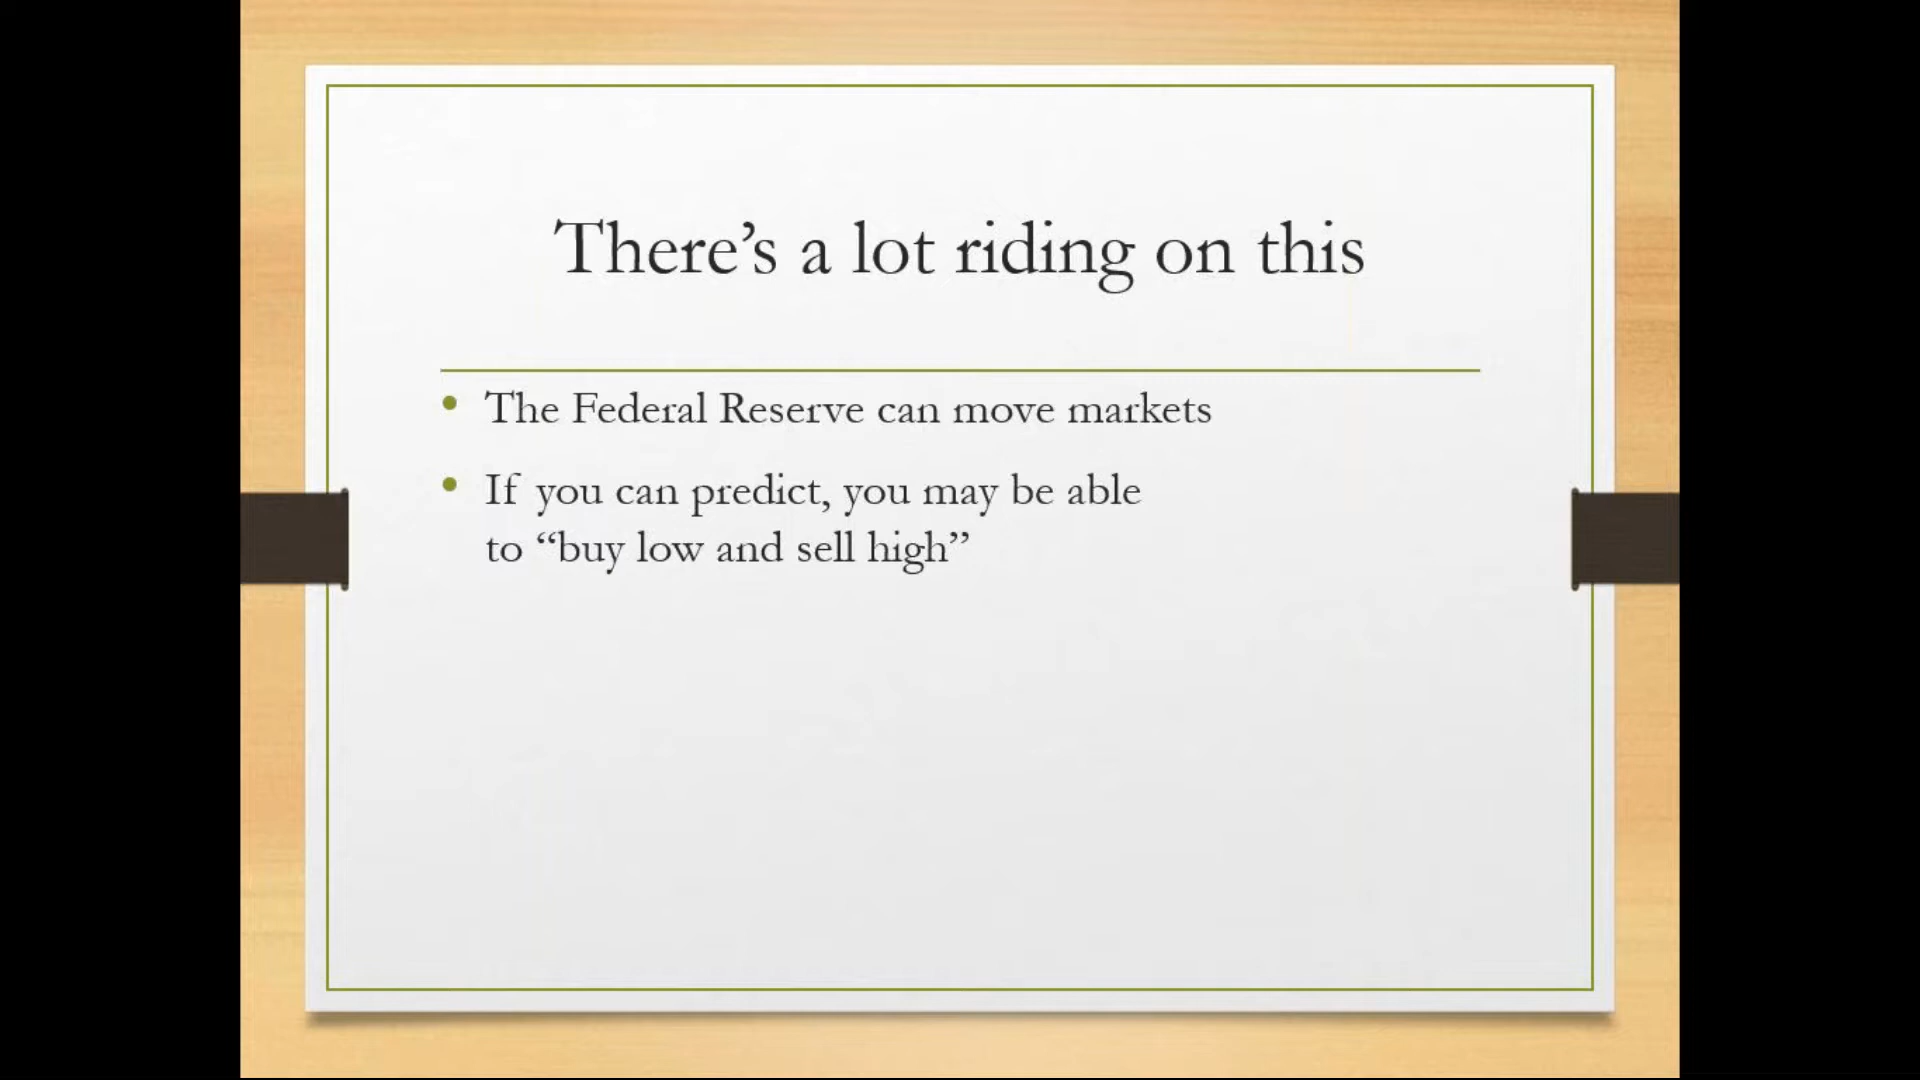 There’s a lot riding on this
• The Federal Reserve can move markets
• If you can predict, you may be able
to “buy low and sell high”